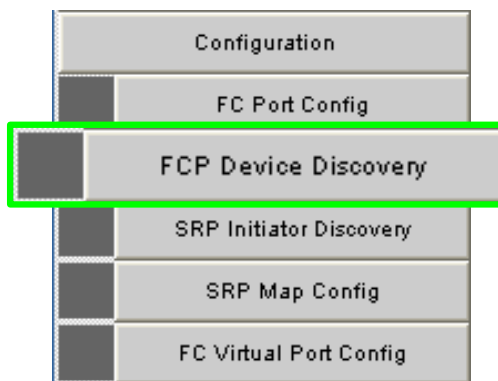 Configuration
FC Port Config
FCP Device Discovery
SRP Initiator Discovery
SRP Map Config
FC Virtual Port Config